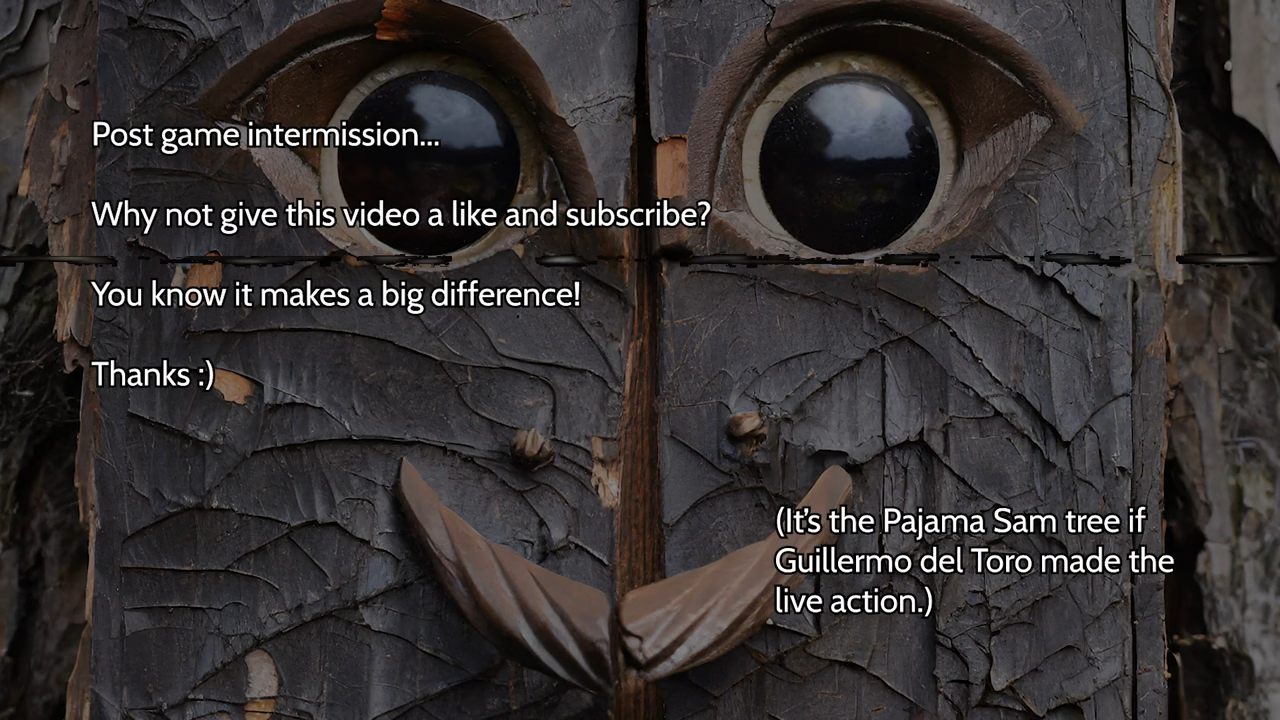 Post game intermission...
Why not give this video a like and subscribe?
You know it makes a big difference!
Thanks :)
(It's the Pajama Sam tree if
Guillermo del Toro made the
live action.)